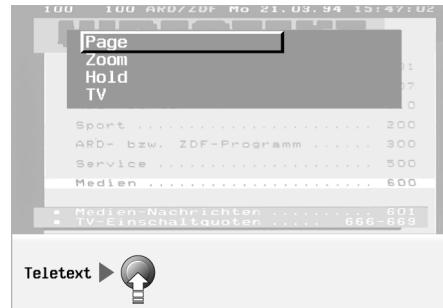 100 100 ARD/ZDF Mo 21.03.94 15:47:02
Page
Zoom
Hold
TV
Sport .................... 200
ARD- bzw. ZDF-Programm ...... 300
Service .................. 500
Medien ................... 600
Medien-Nachrichten ........ 601
TV-Einschaltquoten ..... 666-669
Teletext